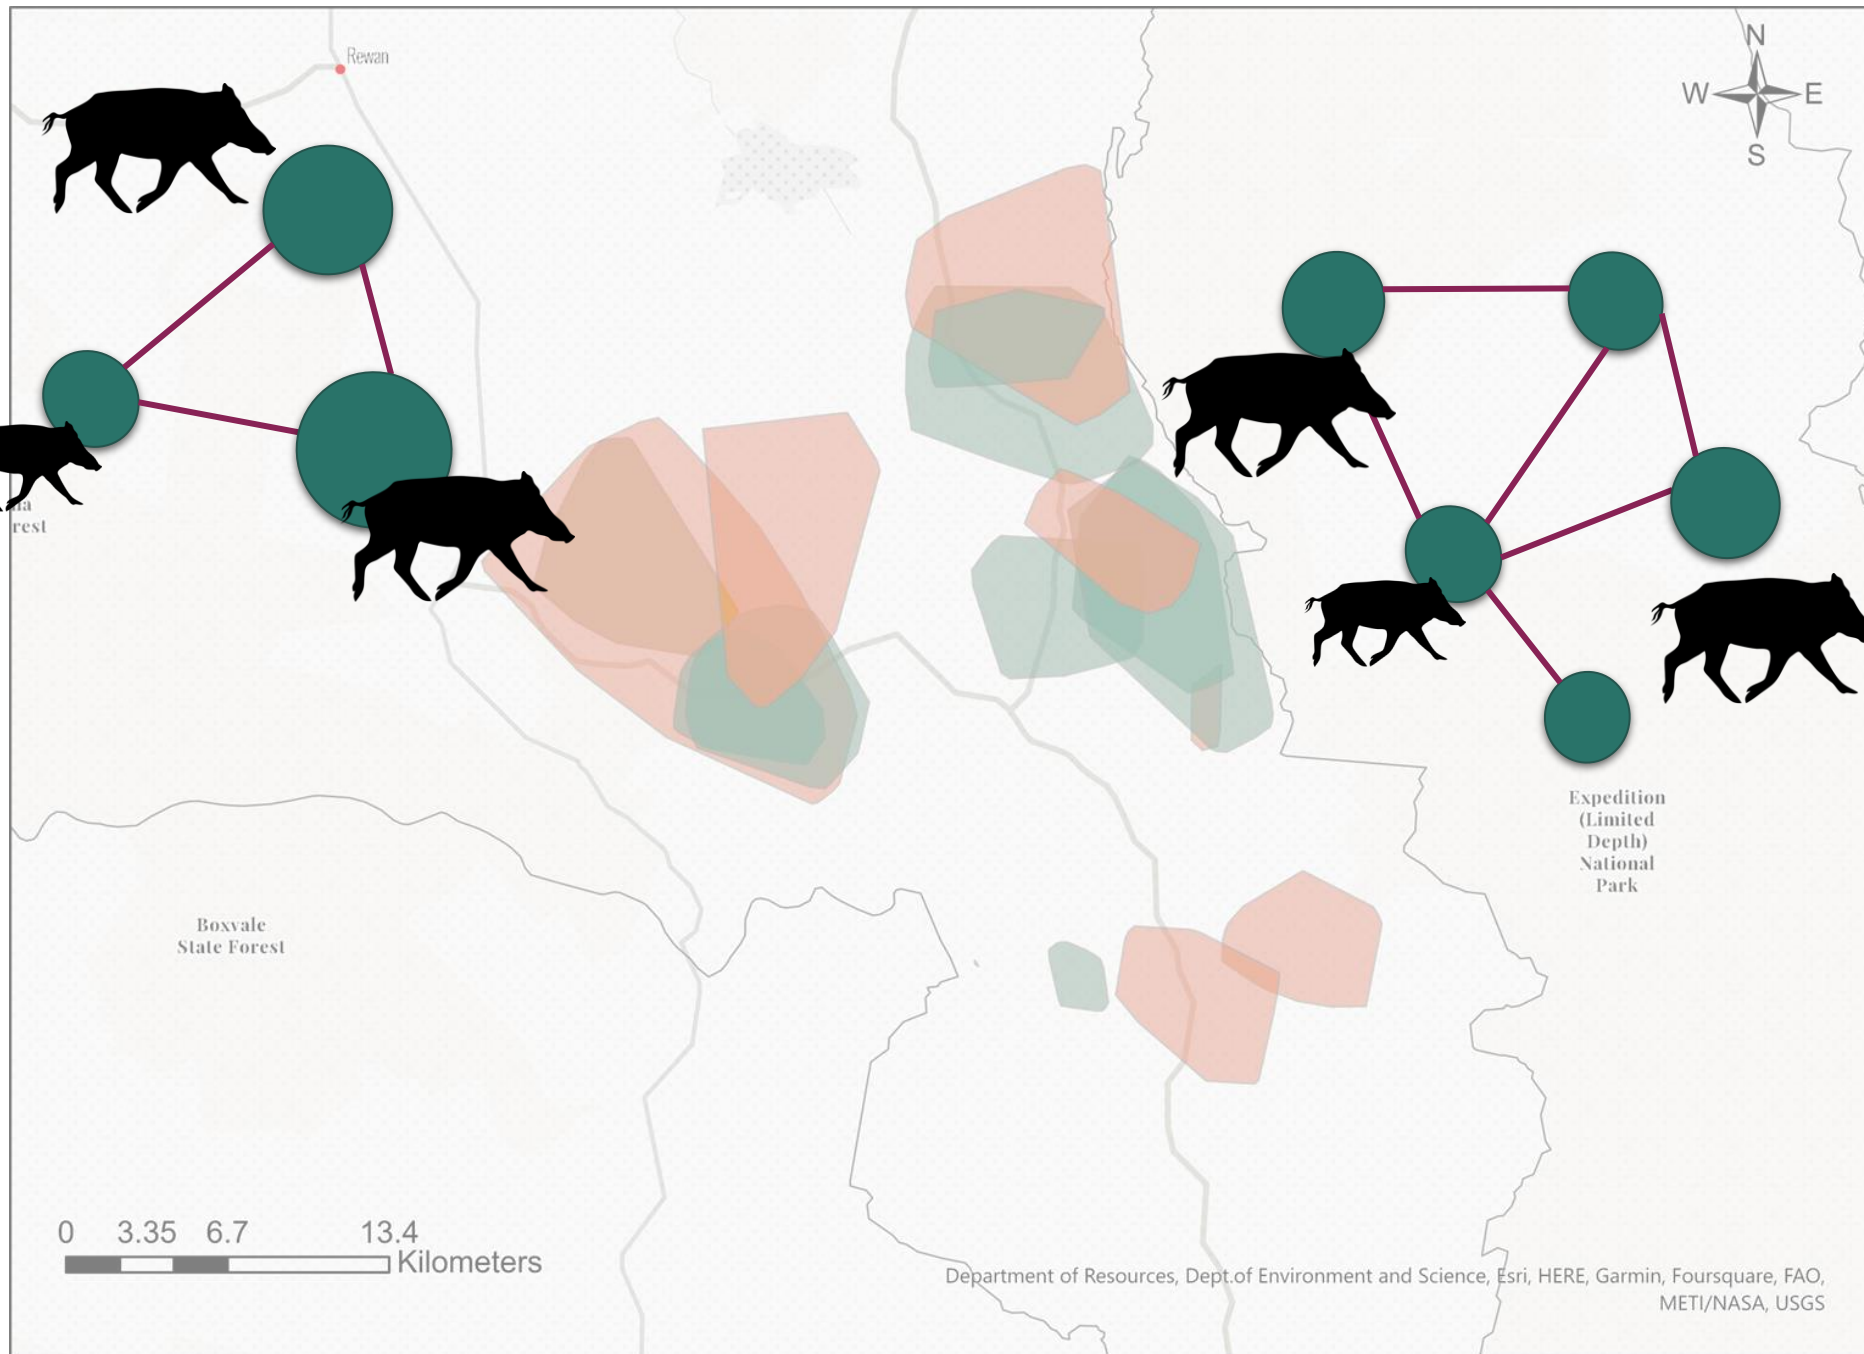 Rewan
N
W
E
S
rest
Expedition
(Limited
Depth)
National
Park
Boxvale
State Forest
0 3.35 6.7 13.4
Kilometers
Department of Resources, Dept.of Environment and Science, Esri, HERE, Garmin, Foursquare, FAO,
METI/NASA, USGS